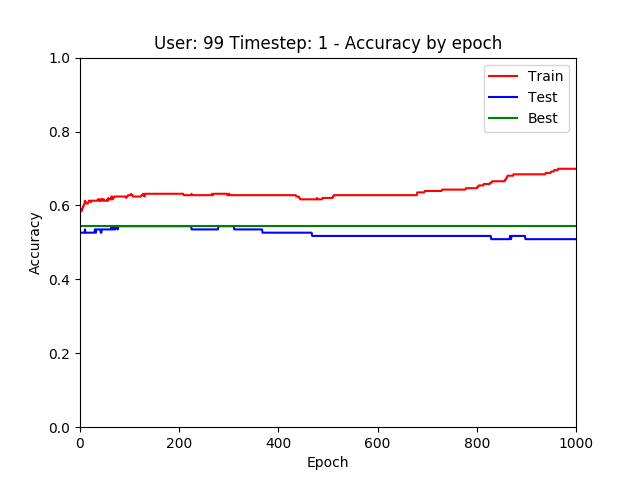 User: 99 Timestep: 1 - Accuracy by epoch
1.0
0.8
0.6
0.4
0.2
0.0
Accuracy
Train
Test
Best
0 200 400 600 800 1000
Epoch